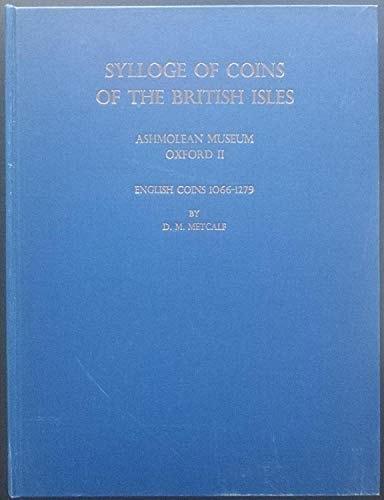 SYLLOGE OF COINS
OF THE BRITISH ISLES
ASHMOLEAN MUSEUM
OXFORD II
ENGLISH COINS 1066-1279
BY
D. M. METCALF